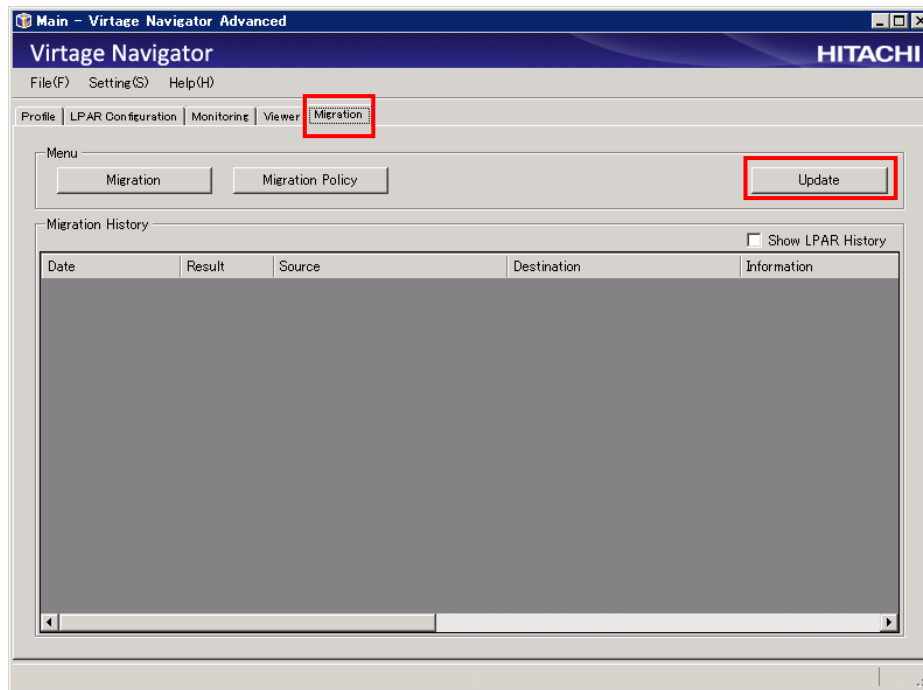 Main - Virtage Navigator Advanced
Virtage Navigator HITACHI
File(F) Setting(S) Help(H)
Profile LPAR Configuration Monitoring Viewer Migration
Menu
Migration Migration Policy Update
Migration History
Show LPAR History
Date Result Source Destination Information